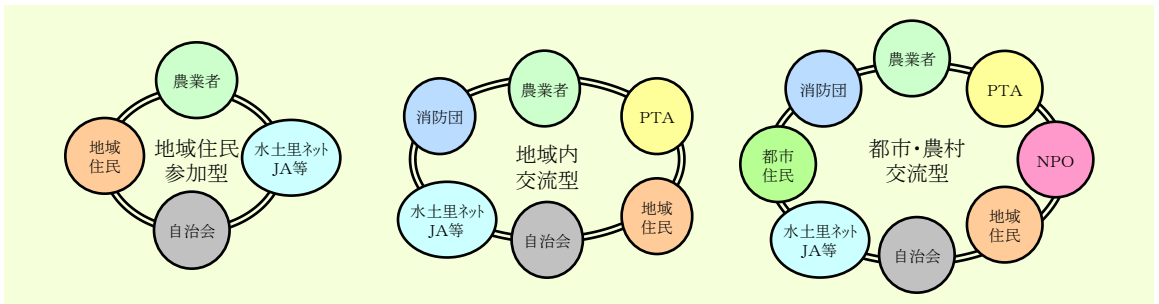 農業者
地域
住民
地域住民
参加型
水土里ネット
JA等
自治会
農業者
消防団
PTA
地域内
交流型
水土里ネット
JA等
自治会
地域
住民
農業者
消防団
PTA
都市
住民
都市・農村
交流型
NPO
水土里ネット
JA等
自治会
地域
住民